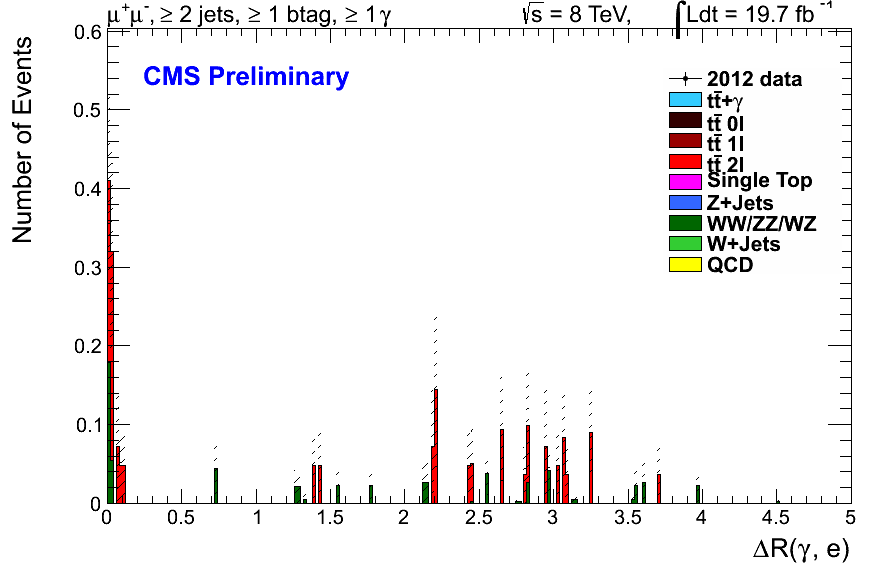 μ⁺μ⁻, ≥ 2 jets, ≥ 1 btag, ≥ 1 γ √s = 8 TeV, ∫Ldt = 19.7 fb⁻¹
CMS Preliminary
Number of Events
0.6
0.5
0.4
0.3
0.2
0.1
0
2012 data
tt̄+γ
tt̄ 0l
tt̄ 1l
tt̄ 2l
Single Top
Z+Jets
WW/ZZ/WZ
W+Jets
QCD
0 0.5 1 1.5 2 2.5 3 3.5 4 4.5 5
ΔR(γ, e)